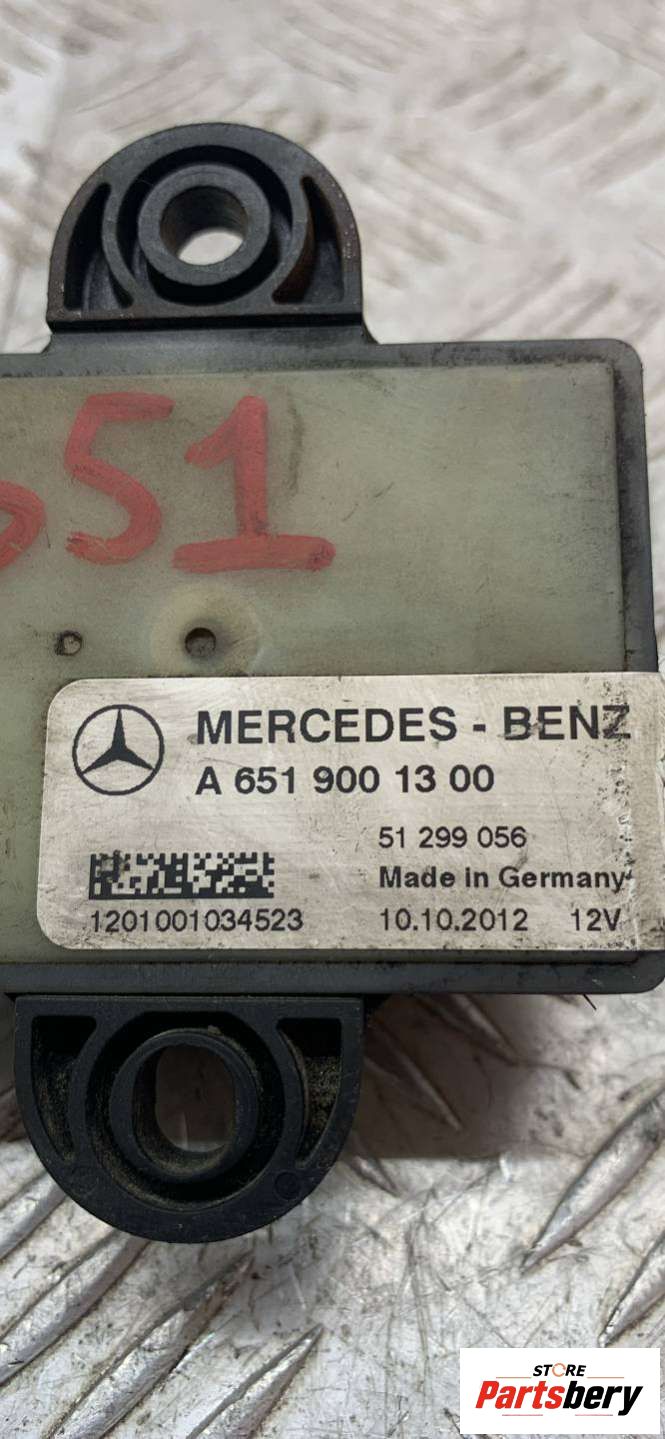 651
MERCEDES - BENZ
A 651 900 13 00
51 299 056
Made in Germany
1201001034523 10.10.2012 12V
STORE
Partsbery